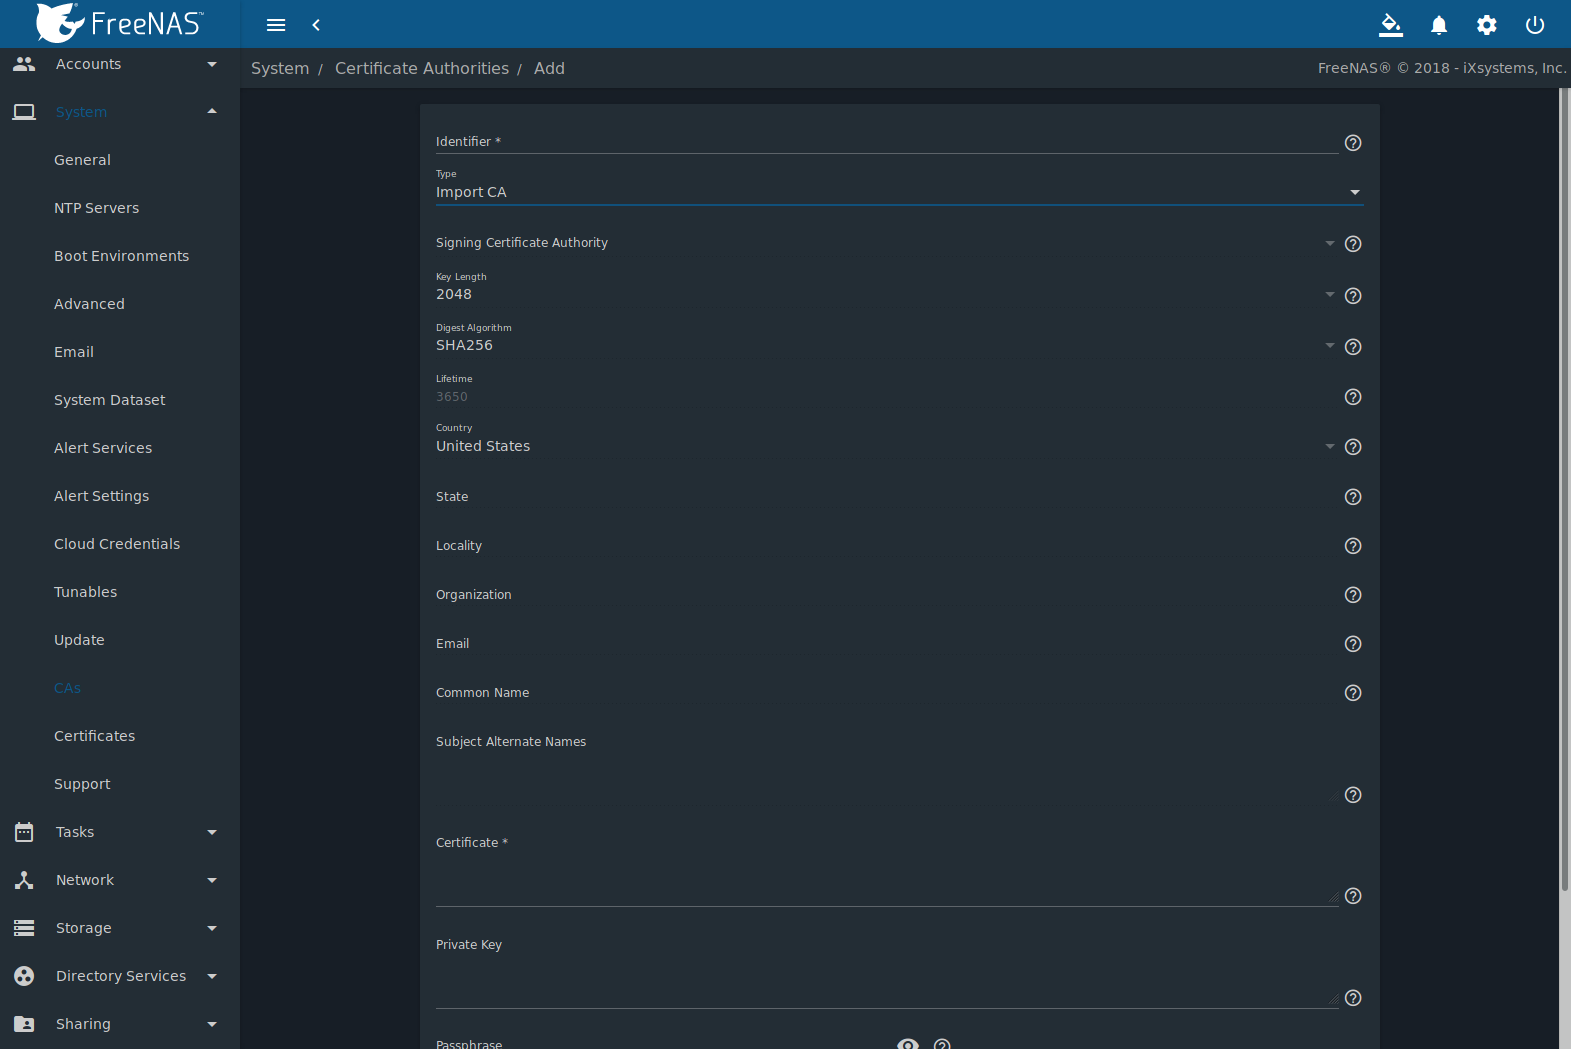 FreeNAS™
System / Certificate Authorities / Add
FreeNAS® © 2018 - iXsystems, Inc.
Accounts
System
General
NTP Servers
Boot Environments
Advanced
Email
System Dataset
Alert Services
Alert Settings
Cloud Credentials
Tunables
Update
CAs
Certificates
Support
Tasks
Network
Storage
Directory Services
Sharing
Identifier *
Type
Import CA
Signing Certificate Authority
Key Length
2048
Digest Algorithm
SHA256
Lifetime
3650
Country
United States
State
Locality
Organization
Email
Common Name
Subject Alternate Names
Certificate *
Private Key
Passphrase